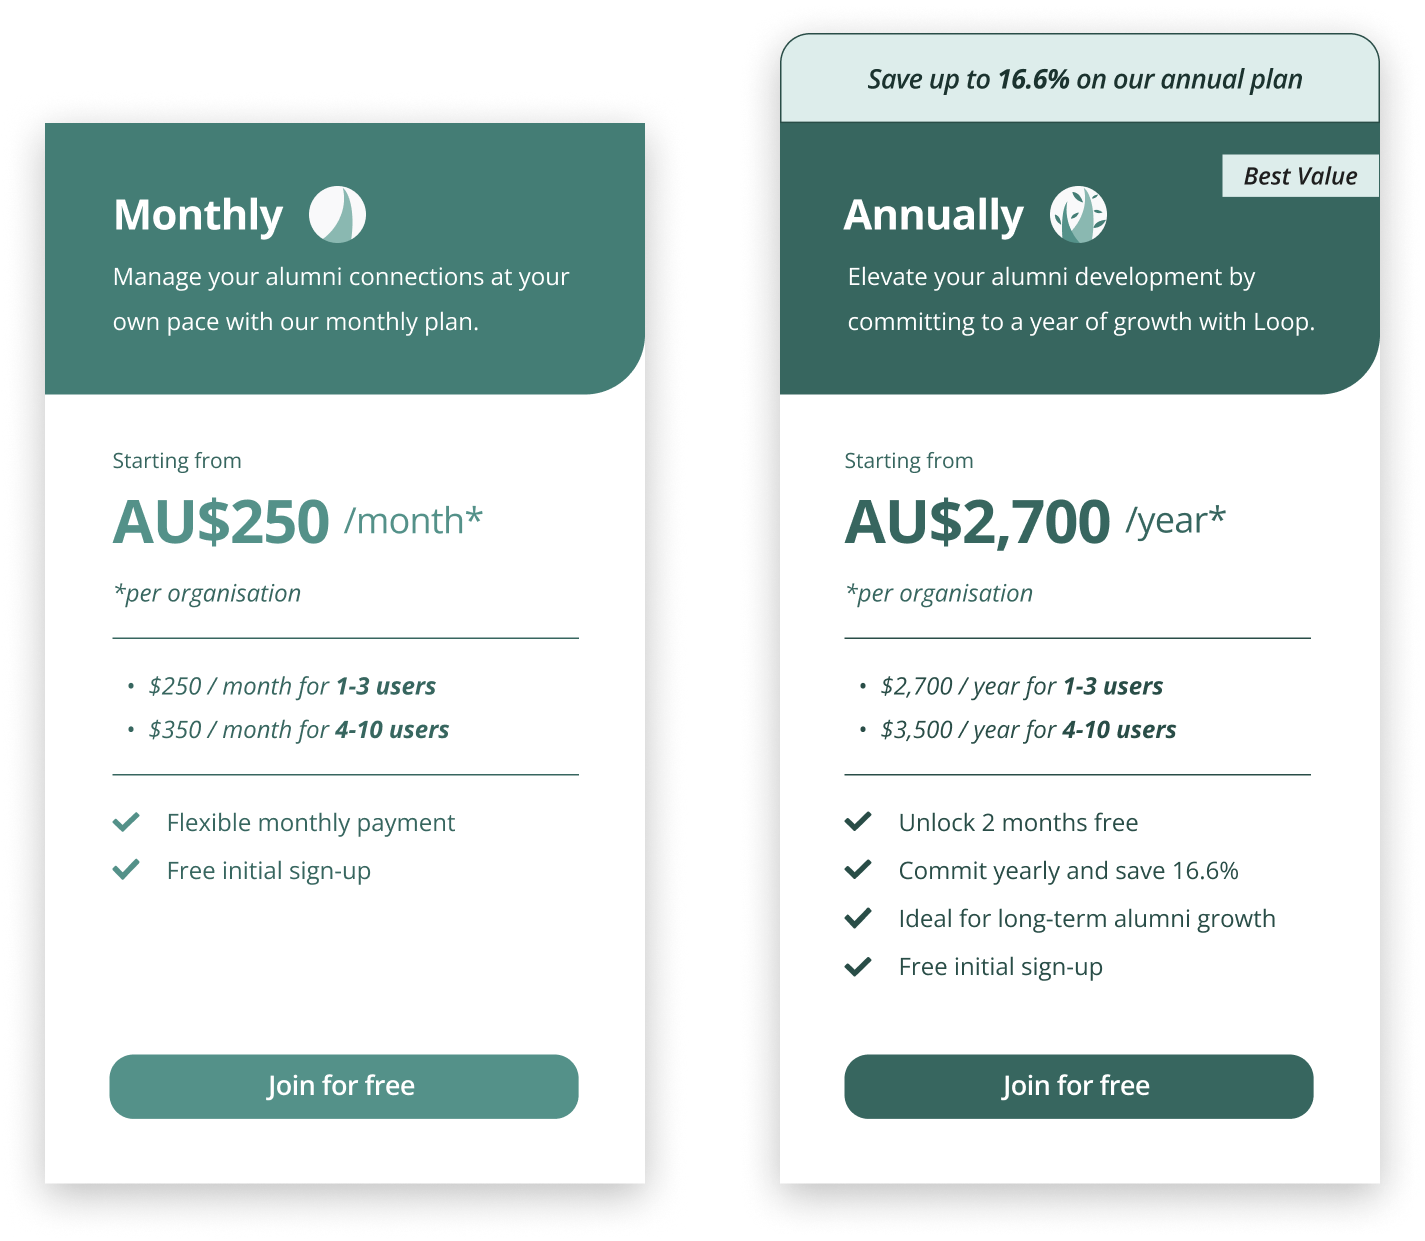 Monthly
Manage your alumni connections at your
own pace with our monthly plan.
Starting from
AU$250 /month*
*per organisation
• $250 / month for 1-3 users
• $350 / month for 4-10 users
Flexible monthly payment
Free initial sign-up
Join for free
Save up to 16.6% on our annual plan
Best Value
Annually
Elevate your alumni development by
committing to a year of growth with Loop.
Starting from
AU$2,700 /year*
*per organisation
• $2,700 / year for 1-3 users
• $3,500 / year for 4-10 users
Unlock 2 months free
Commit yearly and save 16.6%
Ideal for long-term alumni growth
Free initial sign-up
Join for free